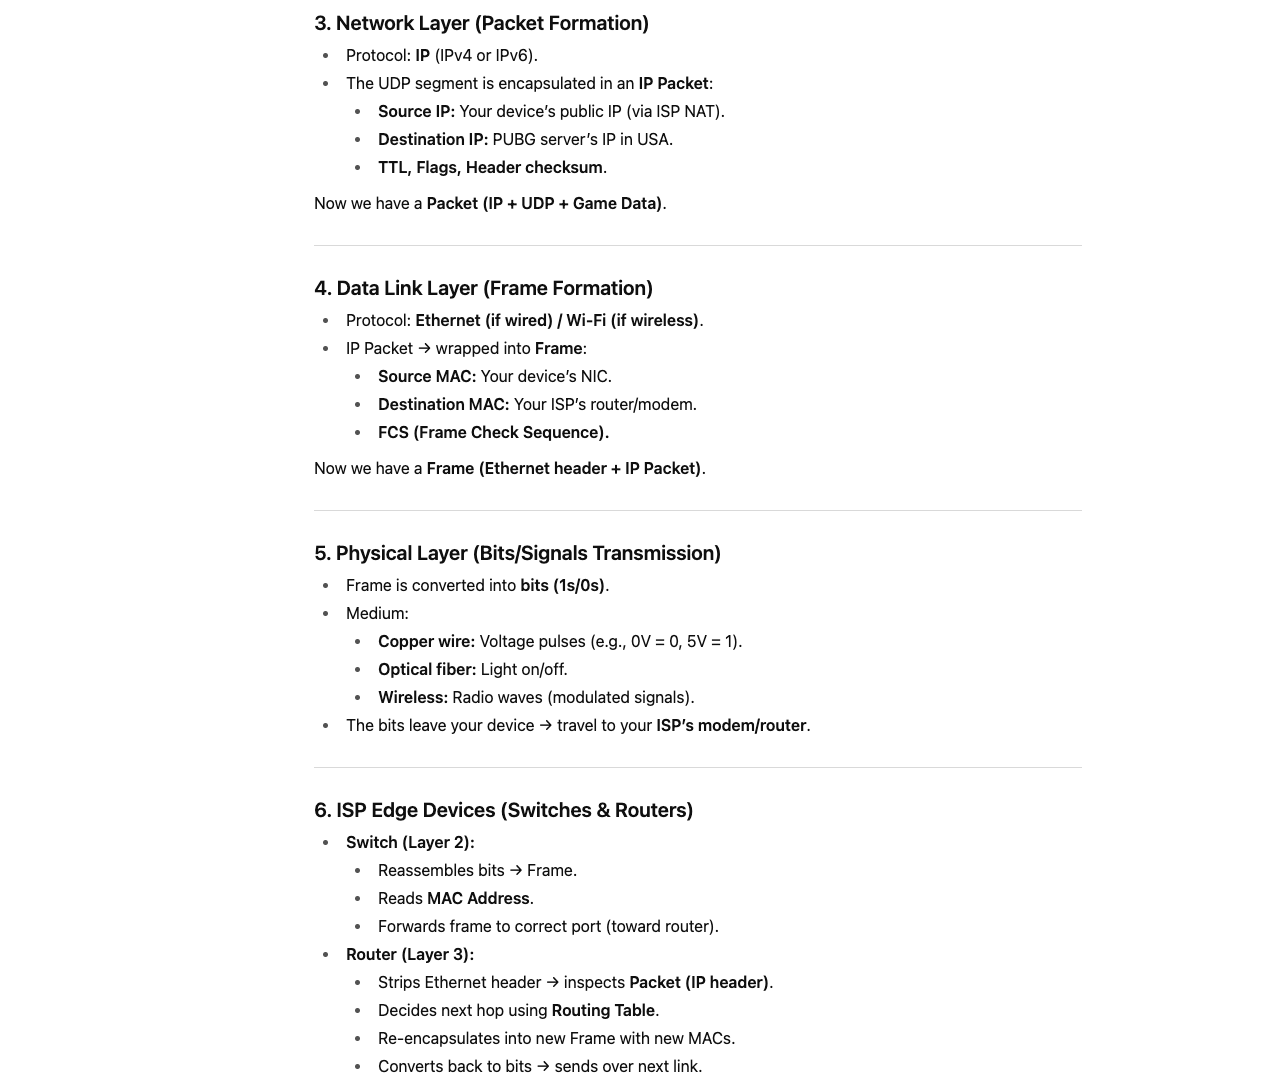 3. Network Layer (Packet Formation)
• Protocol: IP (IPv4 or IPv6).
• The UDP segment is encapsulated in an IP Packet:
• Source IP: Your device’s public IP (via ISP NAT).
• Destination IP: PUBG server’s IP in USA.
• TTL, Flags, Header checksum.
Now we have a Packet (IP + UDP + Game Data).
4. Data Link Layer (Frame Formation)
• Protocol: Ethernet (if wired) / Wi-Fi (if wireless).
• IP Packet → wrapped into Frame:
• Source MAC: Your device’s NIC.
• Destination MAC: Your ISP’s router/modem.
• FCS (Frame Check Sequence).
Now we have a Frame (Ethernet header + IP Packet).
5. Physical Layer (Bits/Signals Transmission)
• Frame is converted into bits (1s/0s).
• Medium:
• Copper wire: Voltage pulses (e.g., 0V = 0, 5V = 1).
• Optical fiber: Light on/off.
• Wireless: Radio waves (modulated signals).
• The bits leave your device → travel to your ISP’s modem/router.
6. ISP Edge Devices (Switches & Routers)
• Switch (Layer 2):
• Reassembles bits → Frame.
• Reads MAC Address.
• Forwards frame to correct port (toward router).
• Router (Layer 3):
• Strips Ethernet header → inspects Packet (IP header).
• Decides next hop using Routing Table.
• Re-encapsulates into new Frame with new MACs.
• Converts back to bits → sends over next link.